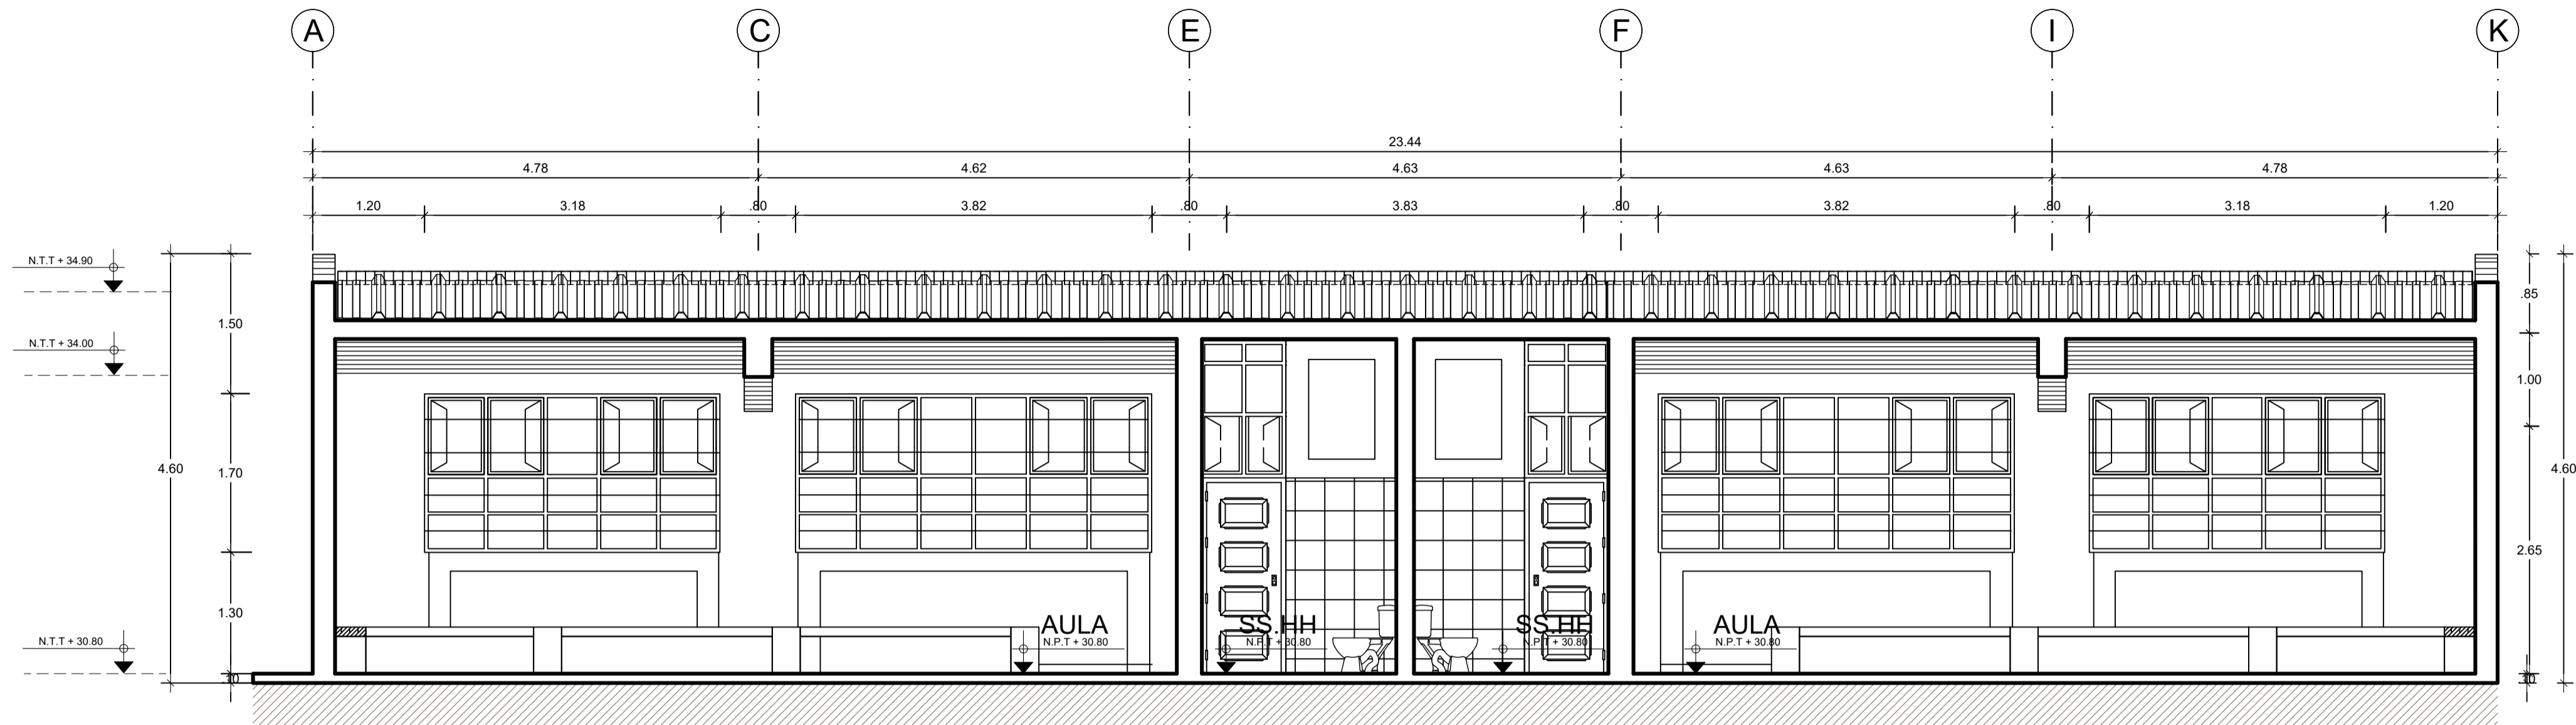 A C E F I K
23.44
4.78 4.62 4.63 4.63 4.78
1.20 3.18 .80 3.82 .80 3.83 .80 3.82 .80 3.18 1.20
N.T.T + 34.90
.85
1.50
N.T.T + 34.00
1.00
4.60 1.70 4.60
2.65
1.30
AULA SS.HH SS.HH AULA
N.T.T + 30.80 N.P.T + 30.80 N.P.T + 30.80 N.P.T + 30.80 N.P.T + 30.80
.10 .10